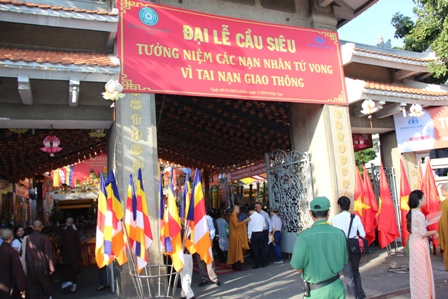 ĐẠI LỄ CẦU SIÊU
TƯỞNG NIỆM CÁC NẠN NHÂN TỬ VONG
VÌ TAI NẠN GIAO THÔNG